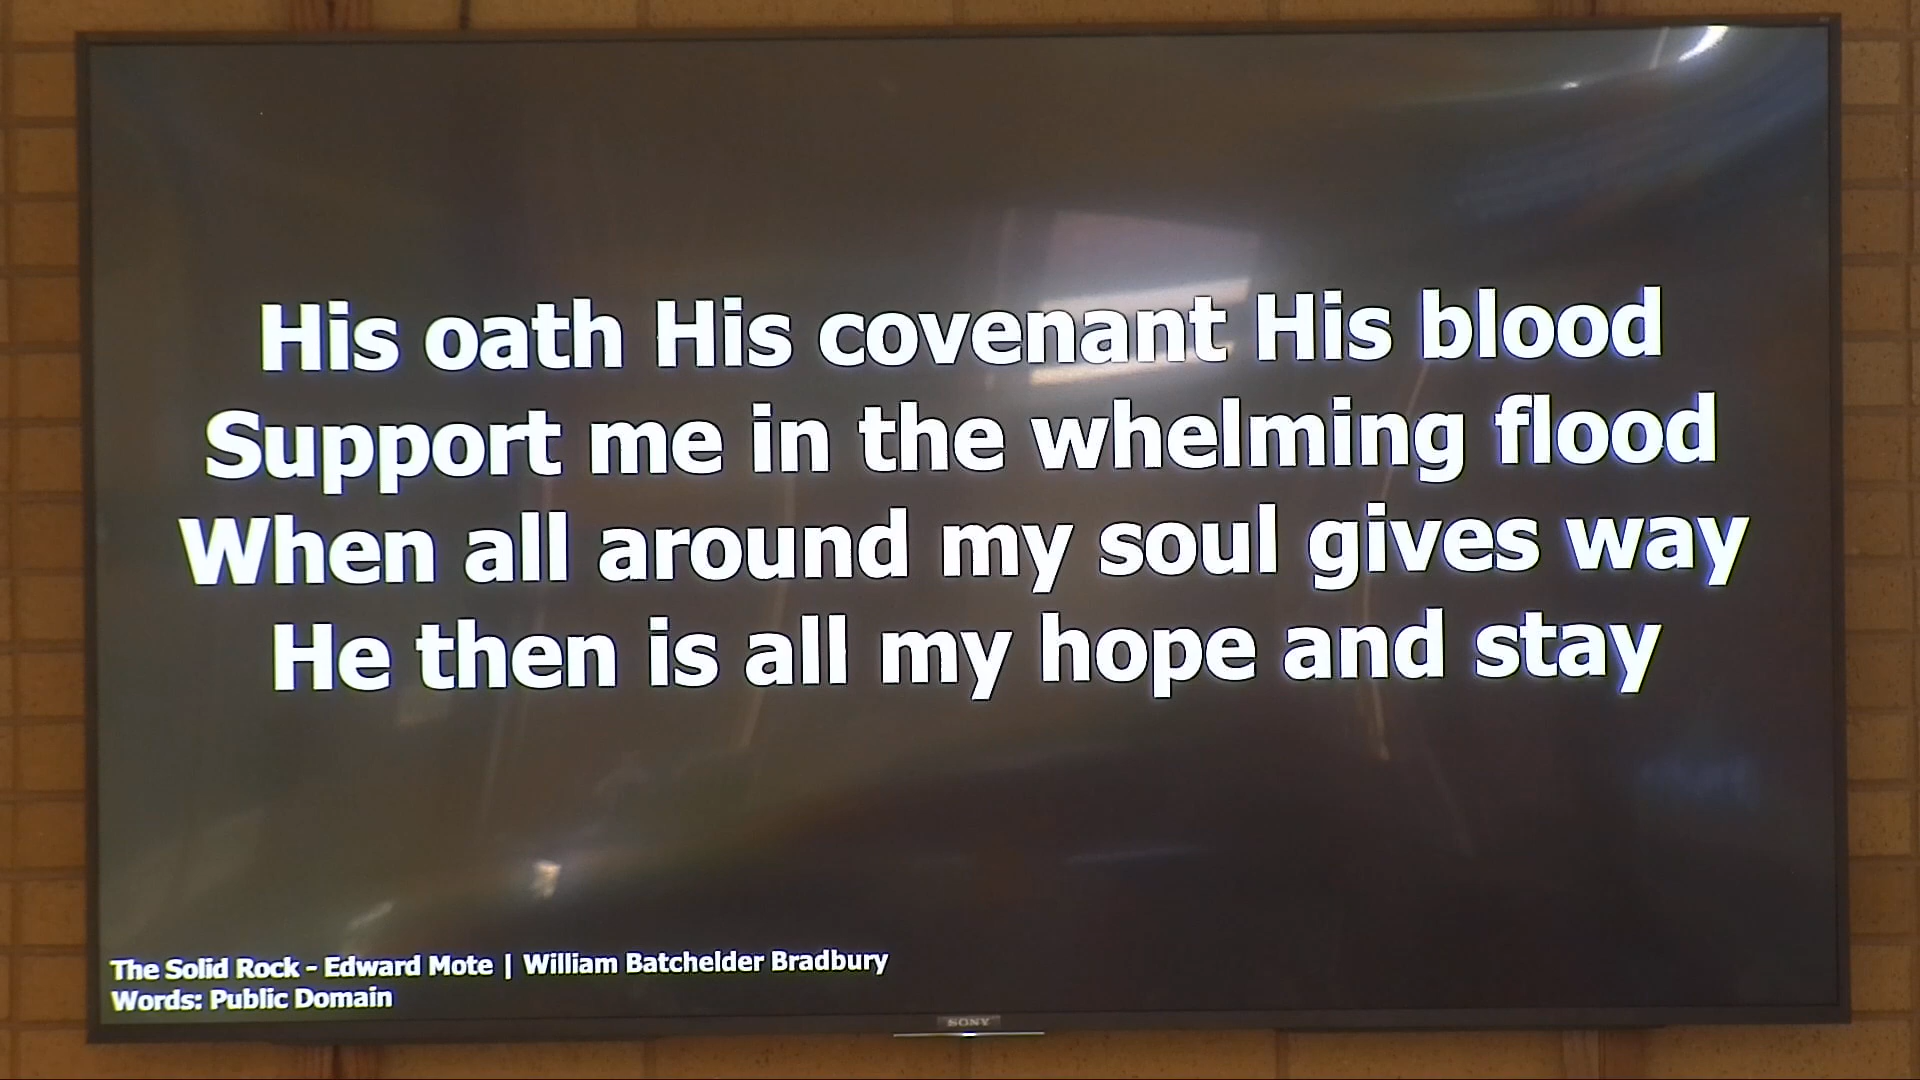 His oath His covenant His blood
Support me in the whelming flood
When all around my soul gives way
He then is all my hope and stay
The Solid Rock - Edward Mote | William Batchelder Bradbury
Words: Public Domain
SONY